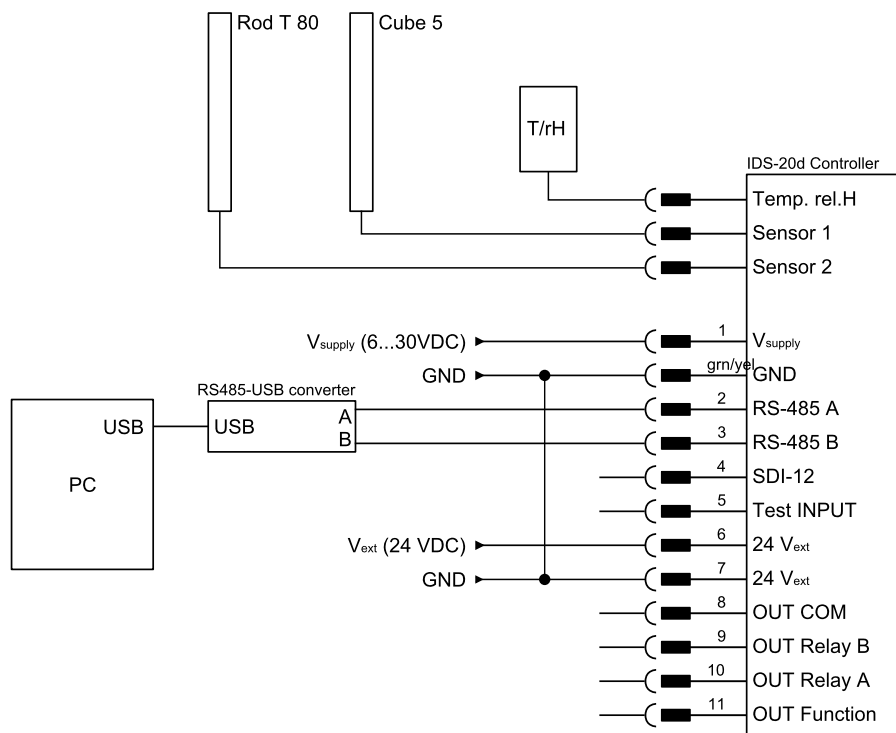 Rod T 80
Cube 5
T/rH
IDS-20d Controller
Temp. rel.H
Sensor 1
Sensor 2
Vsupply (6...30VDC)
1
Vsupply
GND
grn/yel
GND
RS485-USB converter
PC
USB
USB
A
B
2
RS-485 A
3
RS-485 B
4
SDI-12
5
Test INPUT
Vext (24 VDC)
6
24 Vext
GND
7
24 Vext
8
OUT COM
9
OUT Relay B
10
OUT Relay A
11
OUT Function